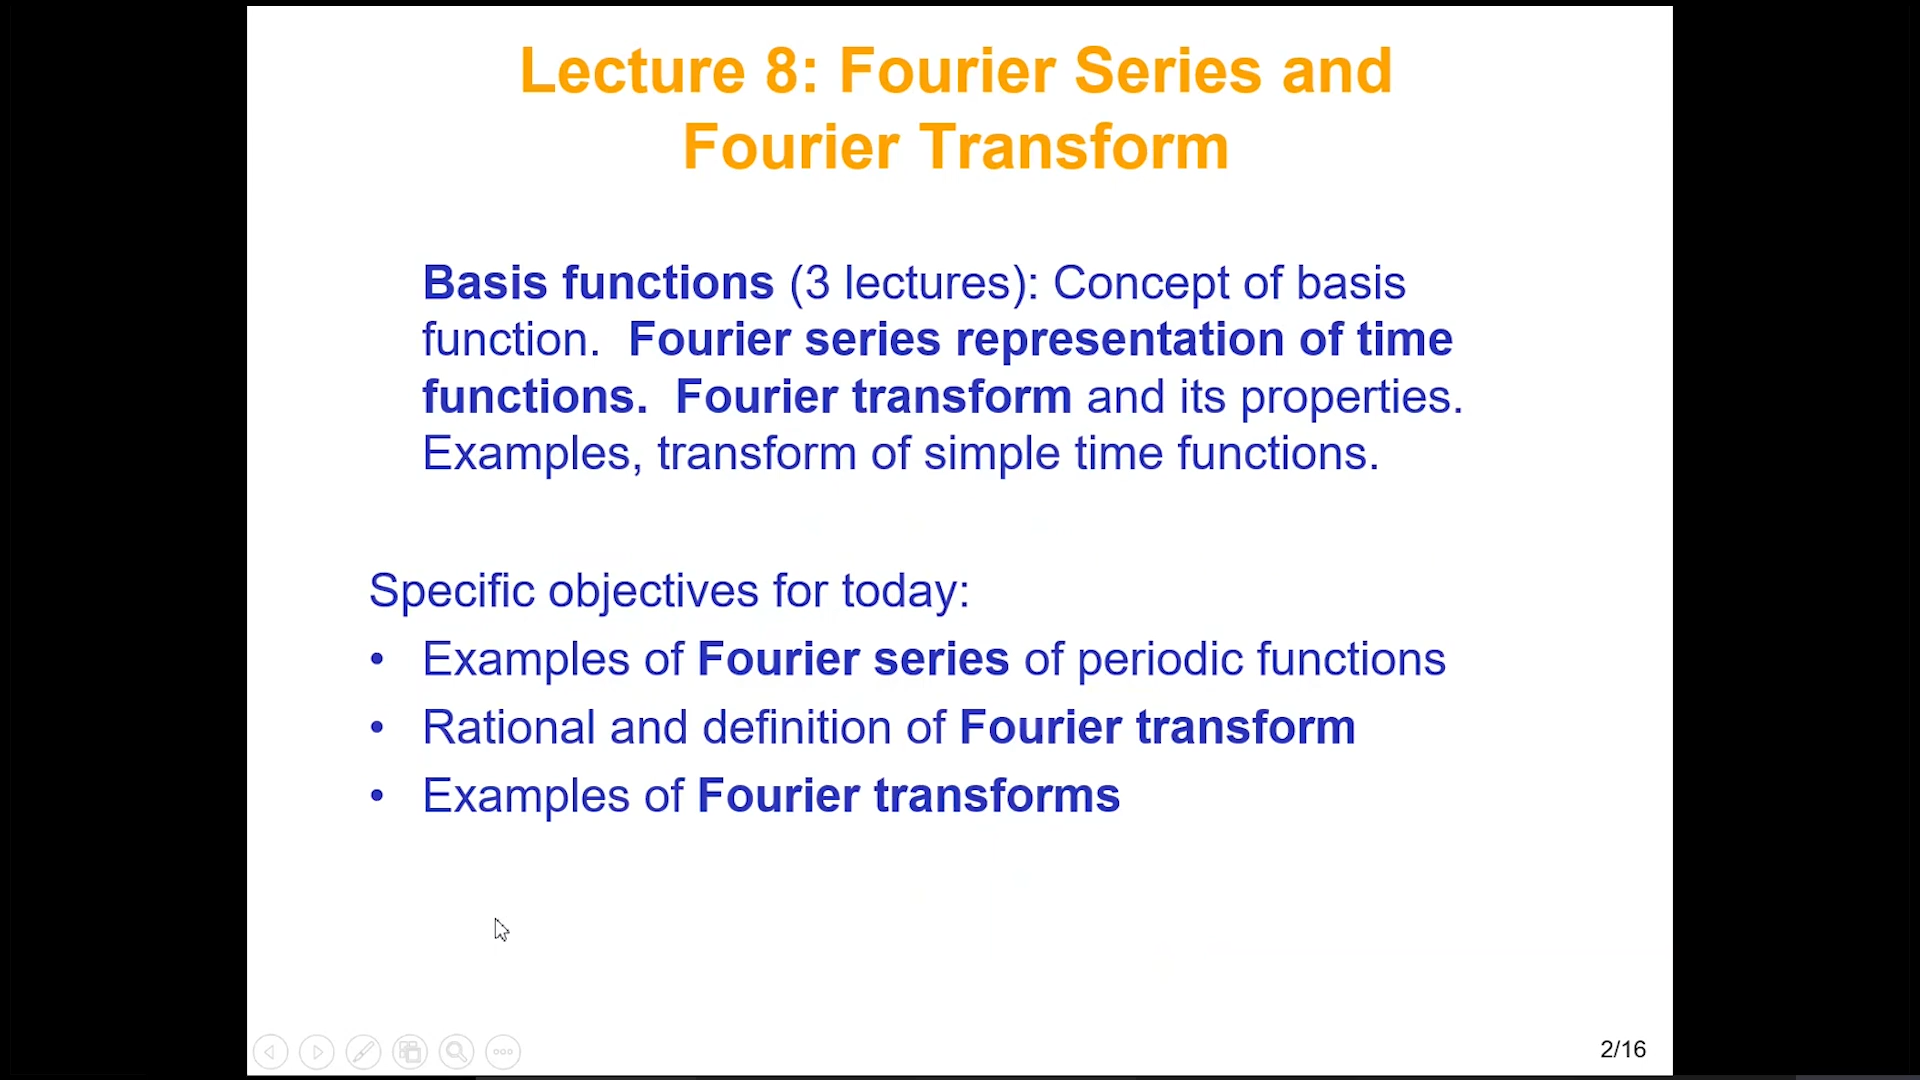 Lecture 8: Fourier Series and
Fourier Transform
Basis functions (3 lectures): Concept of basis
function. Fourier series representation of time
functions. Fourier transform and its properties.
Examples, transform of simple time functions.
Specific objectives for today:
• Examples of Fourier series of periodic functions
• Rational and definition of Fourier transform
• Examples of Fourier transforms
2/16